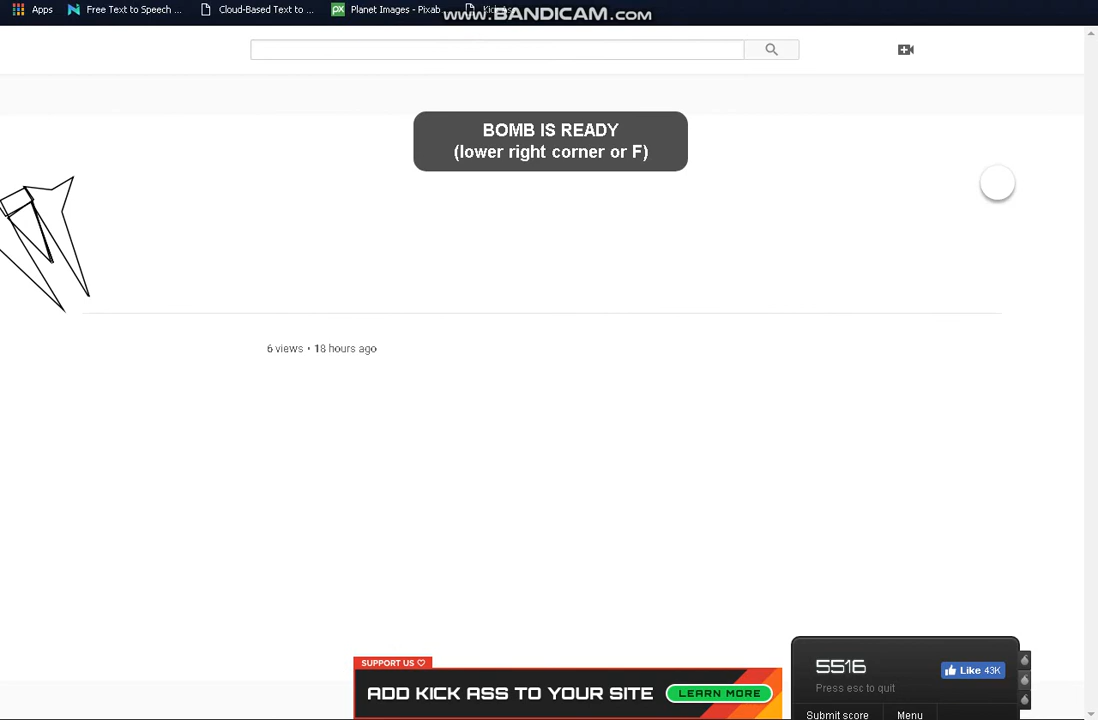 Apps Free Text to Speech ... Cloud-Based Text to ... Planet Images - Pixab
www.BANDICAM.com
BOMB IS READY
(lower right corner or F)
6 views • 18 hours ago
SUPPORT US ♡
ADD KICK ASS TO YOUR SITE LEARN MORE
5516
Like 43K
Press esc to quit
Submit score Menu